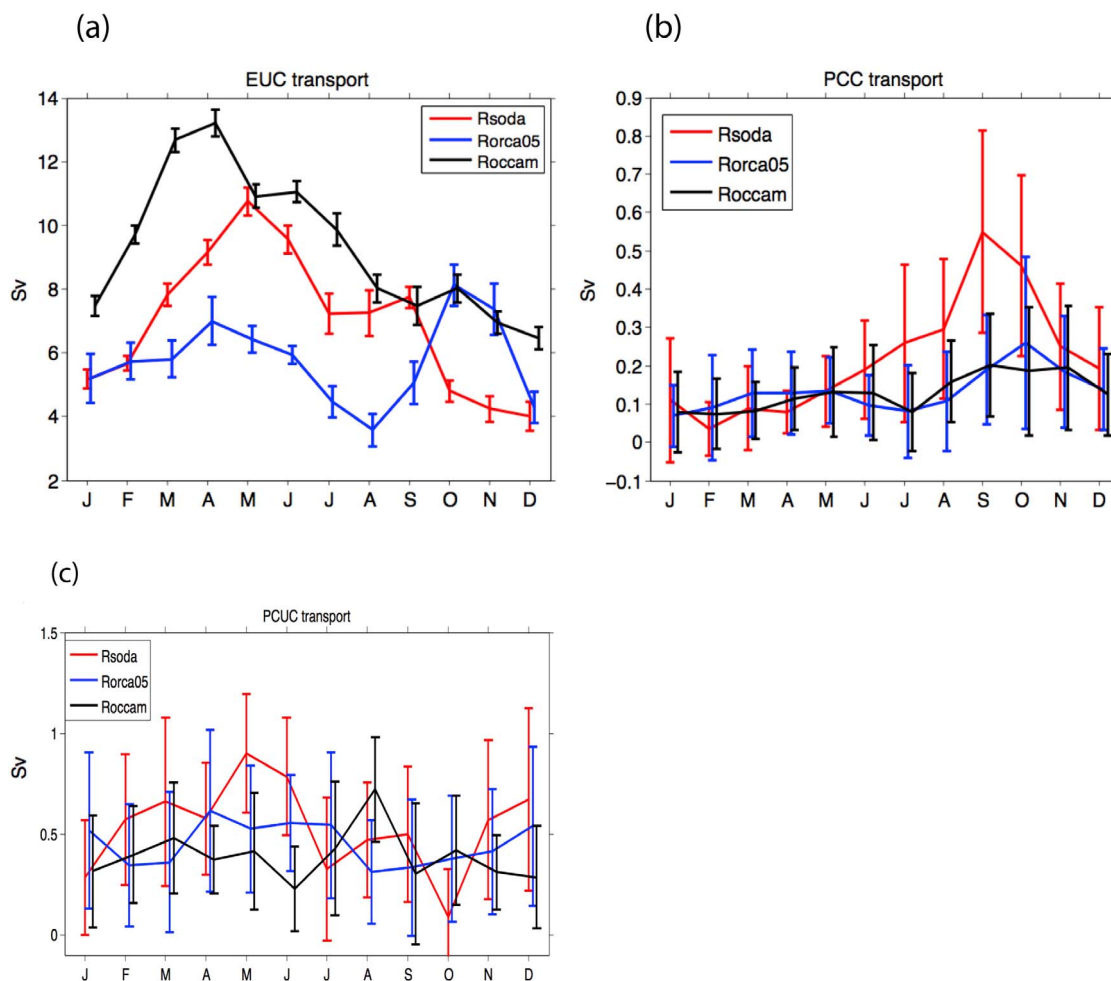 (a)
EUC transport
Rsoda
Rorca05
Roccam
Sv
14
12
10
8
6
4
2
J F M A M J J A S O N D
(b)
PCC transport
Rsoda
Rorca05
Roccam
Sv
0.9
0.8
0.7
0.6
0.5
0.4
0.3
0.2
0.1
0
−0.1
J F M A M J J A S O N D
(c)
PCUC transport
Rsoda
Rorca05
Roccam
Sv
1.5
1
0.5
0
J F M A M J J A S O N D